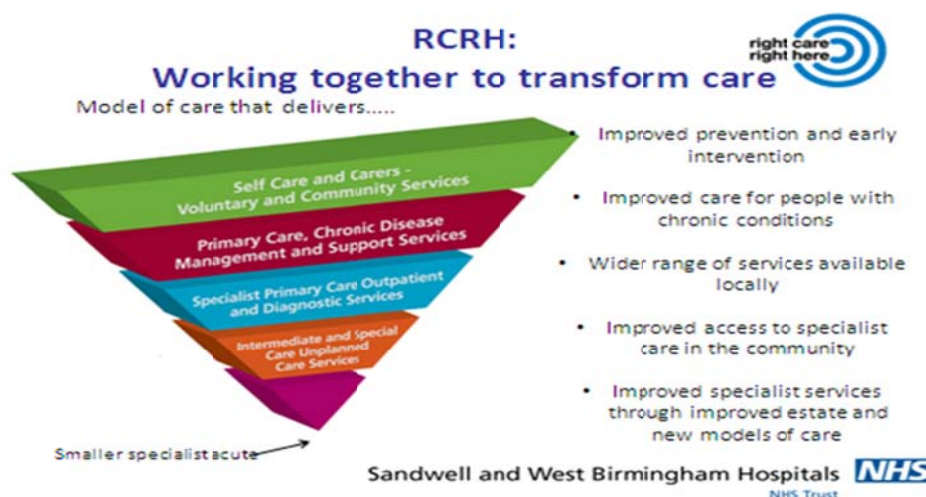 RCRH:
Working together to transform care
right care
right here
Model of care that delivers.....
Self Care and Carers -
Voluntary and Community Services
Primary Care, Chronic Disease
Management and Support Services
Specialist Primary Care Outpatient
and Diagnostic Services
Intermediate and Special
Care Unplanned
Care Services
Smaller specialist acute
• Improved prevention and early
intervention
• Improved care for people with
chronic conditions
• Wider range of services available
locally
• Improved access to specialist
care in the community
• Improved specialist services
through improved estate and
new models of care
Sandwell and West Birmingham Hospitals NHS
NHS Trust